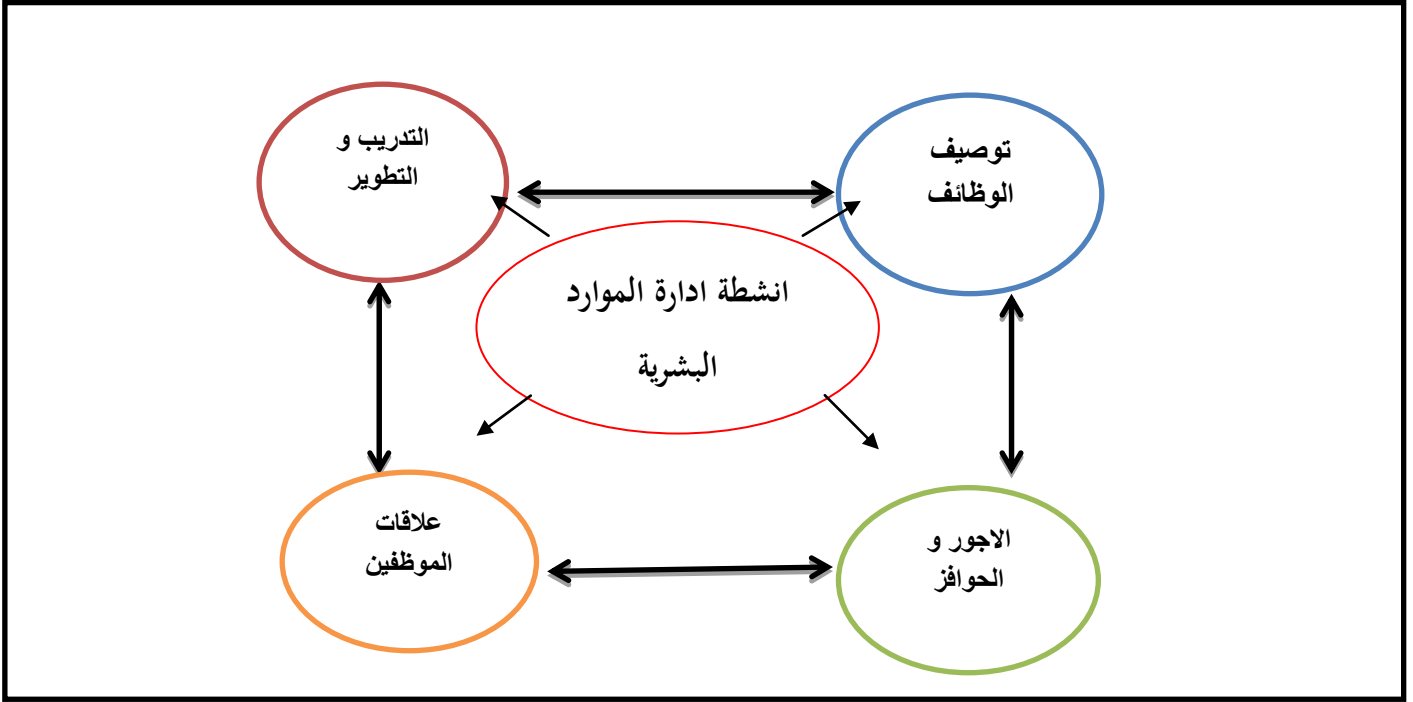 توصيف
الوظائف
التدريب و
التطوير
انشطة ادارة الموارد
البشرية
الاجور و
الحوافز
علاقات
الموظفين